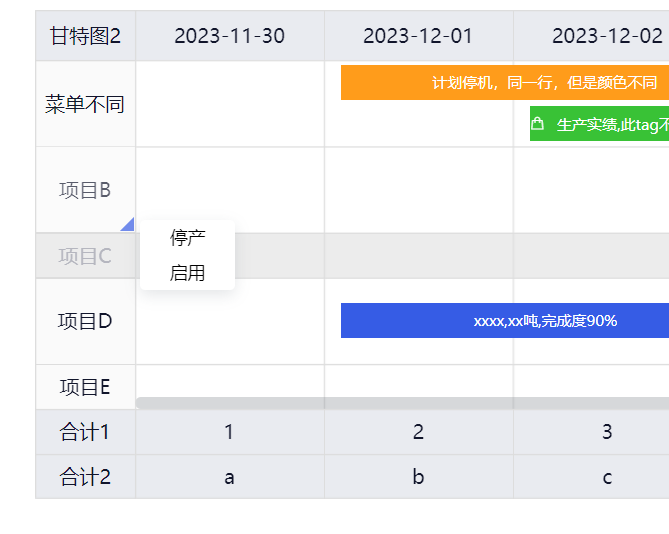 甘特图2 2023-11-30 2023-12-01 2023-12-02
菜单不同
计划停机，同一行，但是颜色不同
生产实绩,此tag不
项目B
停产
项目C
启用
项目D
xxxx,xx吨,完成度90%
项目E
合计1 1 2 3
合计2 a b c